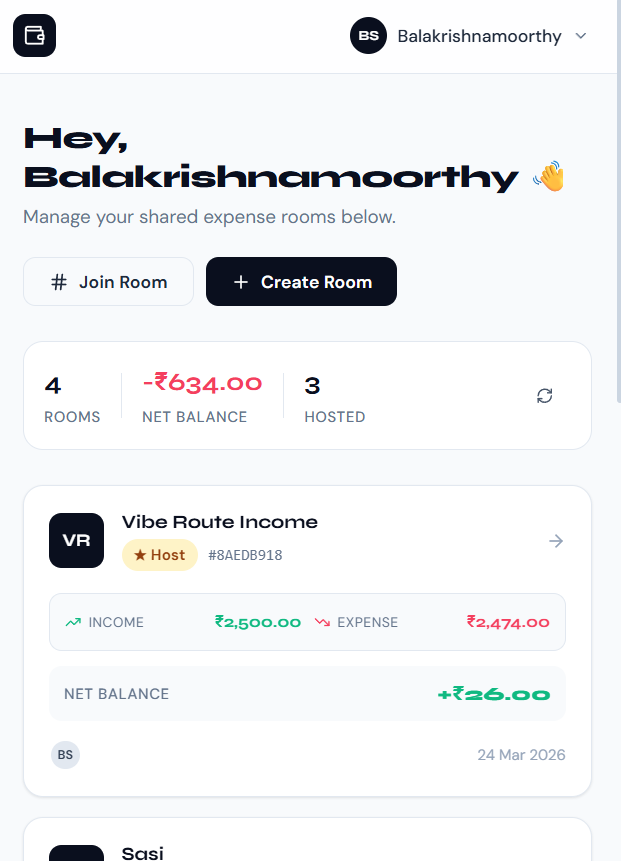 BS Balakrishnamoorthy
Hey,
Balakrishnamoorthy 👋
Manage your shared expense rooms below.
# Join Room + Create Room
4 -₹634.00 3
ROOMS NET BALANCE HOSTED
VR Vibe Route Income
★ Host #8AEDB918
INCOME ₹2,500.00 EXPENSE ₹2,474.00
NET BALANCE +₹26.00
BS 24 Mar 2026
Sasi